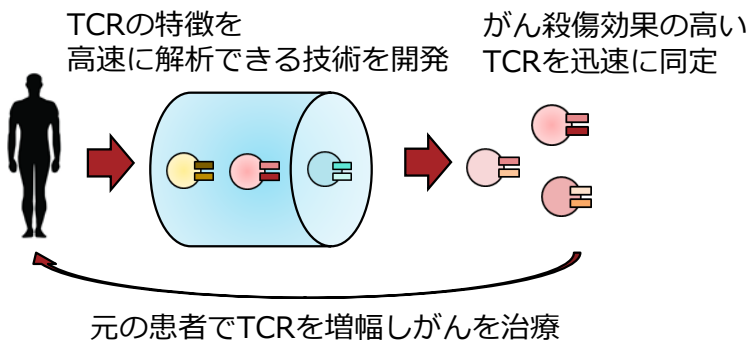 TCRの特徴を
高速に解析できる技術を開発
がん殺傷効果の高い
TCRを迅速に同定
元の患者でTCRを増幅しがんを治療